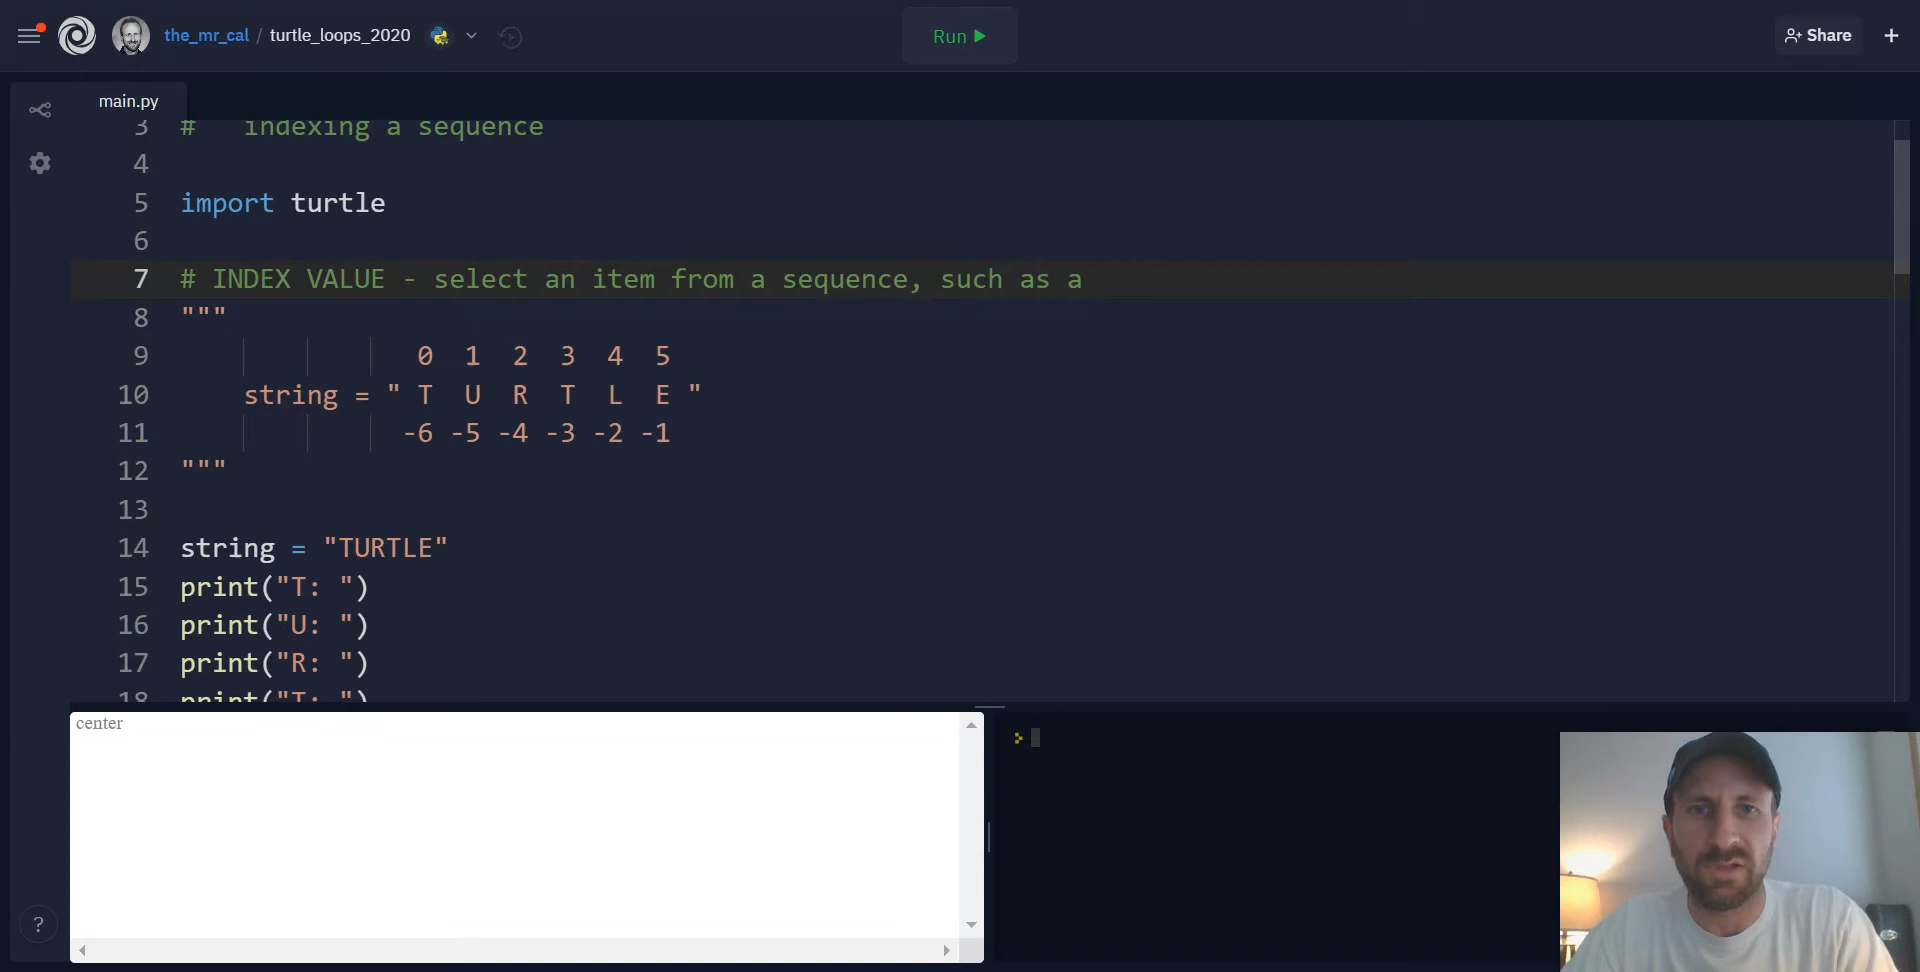 the_mr_cal / turtle_loops_2020
Run
Share
main.py
3 #   indexing a sequence
4
5 import turtle
6
7 # INDEX VALUE - select an item from a sequence, such as a
8 """
9 0 1 2 3 4 5
10 string = " T U R T L E "
11 -6 -5 -4 -3 -2 -1
12 """
13
14 string = "TURTLE"
15 print("T: ")
16 print("U: ")
17 print("R: ")
18 print("T: ")
center
>
?